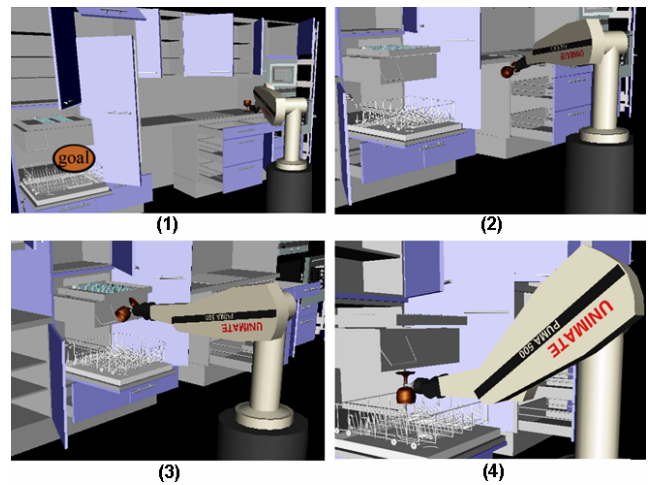 goal
(1)
UNIMATE
(2)
UNIMATE
PUMA 500
(3)
UNIMATE
PUMA 500
(4)